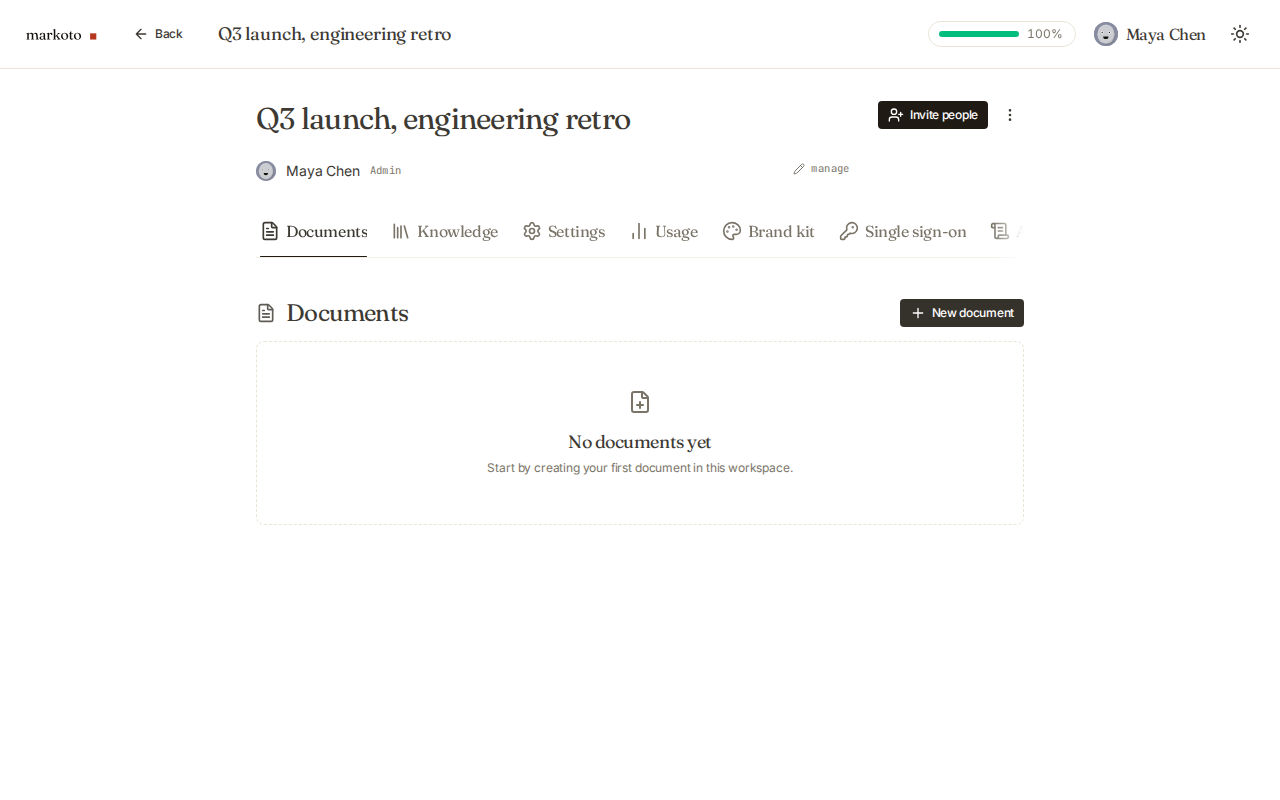 markoto
Back
Q3 launch, engineering retro
100%
Maya Chen
Q3 launch, engineering retro
Invite people
Maya Chen Admin
manage
Documents
Knowledge
Settings
Usage
Brand kit
Single sign-on
Documents
New document
No documents yet
Start by creating your first document in this workspace.